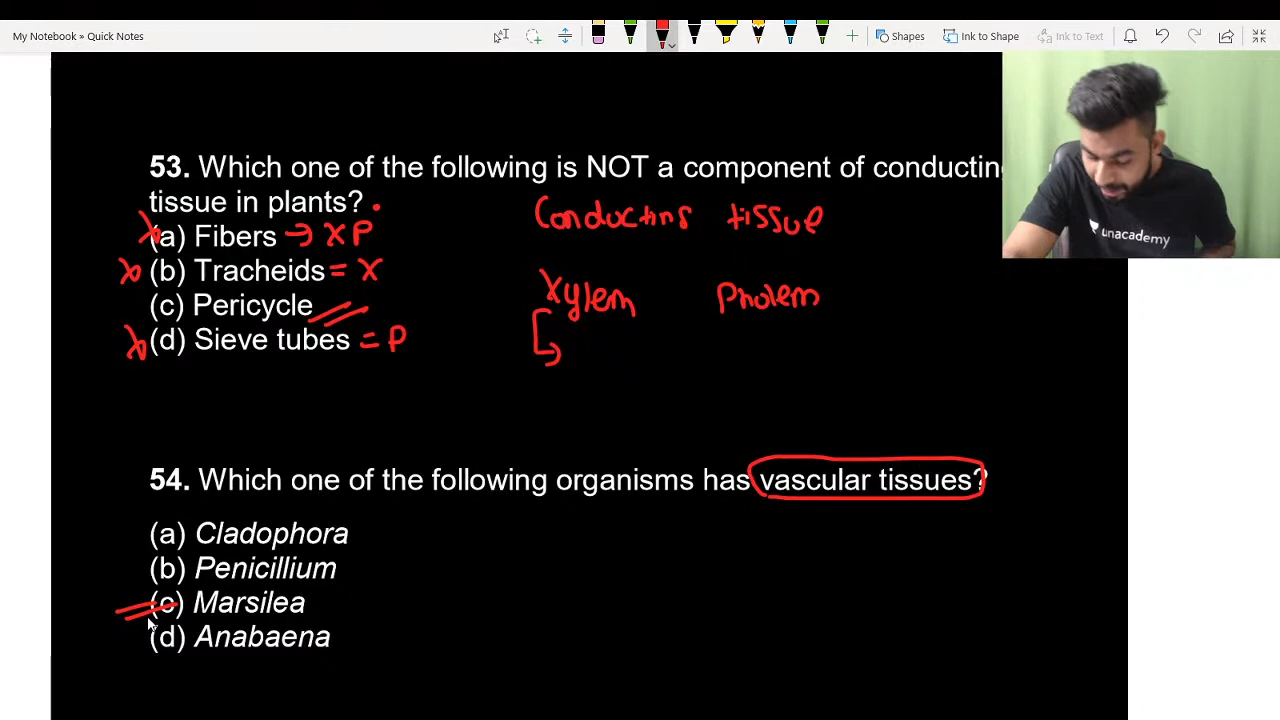 My Notebook » Quick Notes
Shapes
Ink to Shape
Ink to Text
53. Which one of the following is NOT a component of conductin
tissue in plants?
(a) Fibers → X P
(b) Tracheids = X
(c) Pericycle
(d) Sieve tubes = P
Conducting tissue
Xylem Pholem
unacademy
54. Which one of the following organisms has vascular tissues?
(a) Cladophora
(b) Penicillium
(c) Marsilea
(d) Anabaena